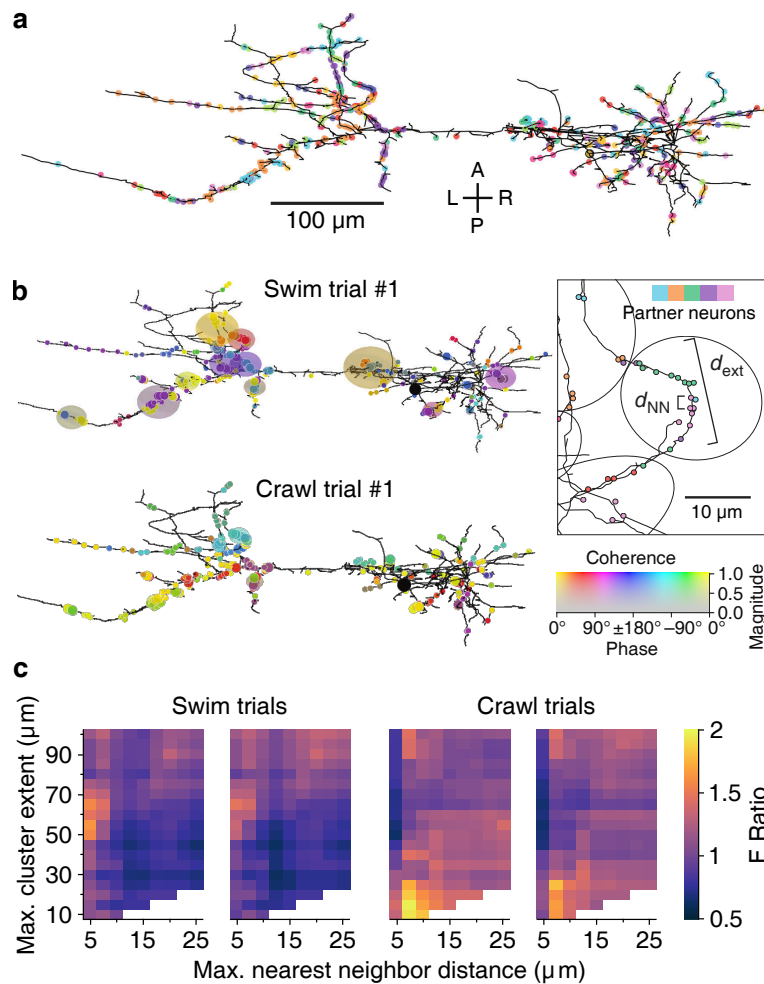 a
A
L R
P
100 µm
b
Swim trial #1
Partner neurons
d_ext
d_NN
10 µm
Crawl trial #1
Coherence
1.0
0.5
0.0
Magnitude
0° 90° ±180° −90° 0°
Phase
c
Swim trials
Crawl trials
Max. cluster extent (µm)
90
70
50
30
10
5 15 25 5 15 25 5 15 25 5 15 25
Max. nearest neighbor distance (µm)
2
1.5
1
0.5
F Ratio